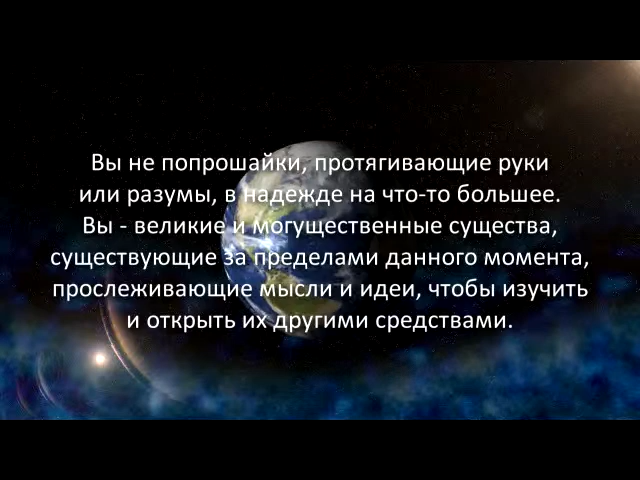 Вы не попрошайки, протягивающие руки
или разумы, в надежде на что-то большее.
Вы - великие и могущественные существа,
существующие за пределами данного момента,
прослеживающие мысли и идеи, чтобы изучить
и открыть их другими средствами.